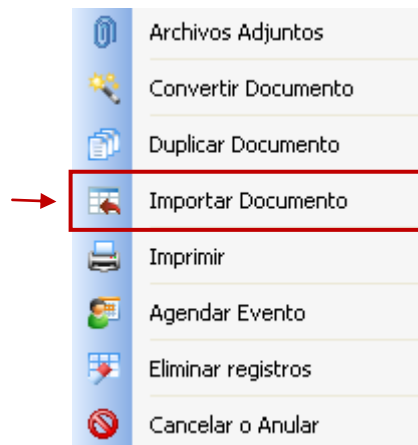 Archivos Adjuntos
Convertir Documento
Duplicar Documento
Importar Documento
Imprimir
Agendar Evento
Eliminar registros
Cancelar o Anular